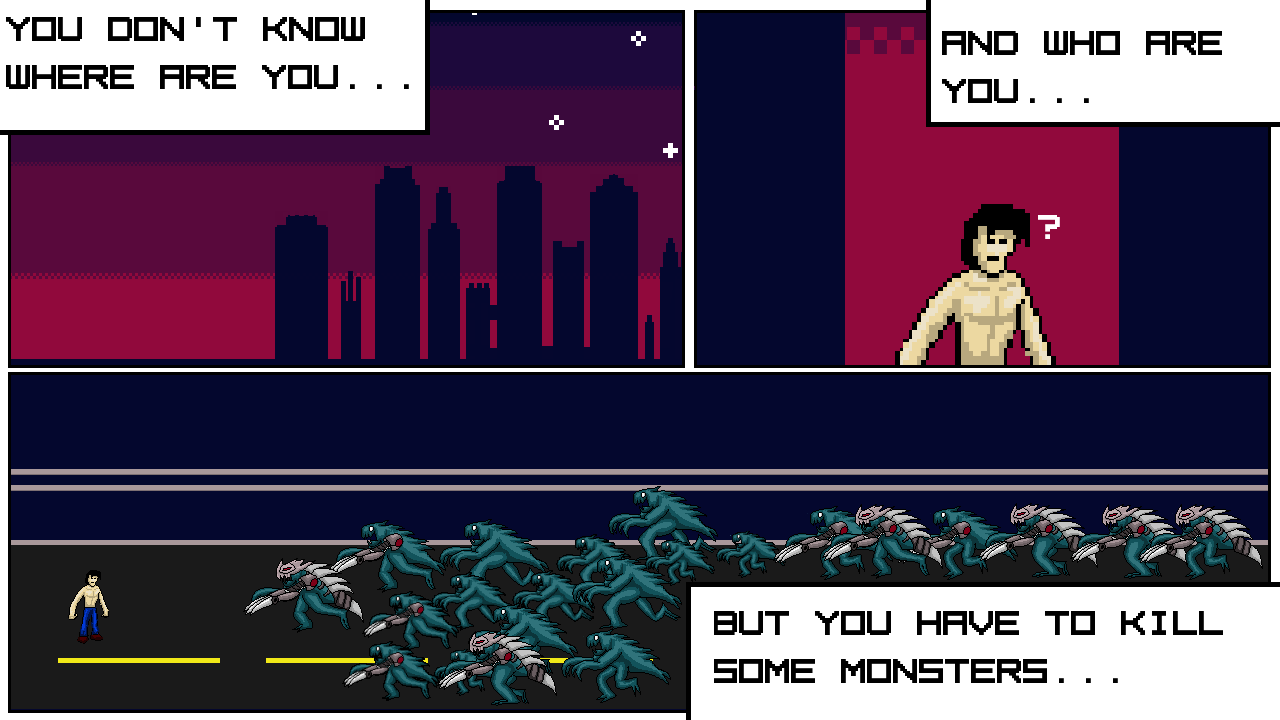 YOU DON'T KNOW
WHERE ARE YOU...
AND WHO ARE
YOU...
?
BUT YOU HAVE TO KILL
SOME MONSTERS...